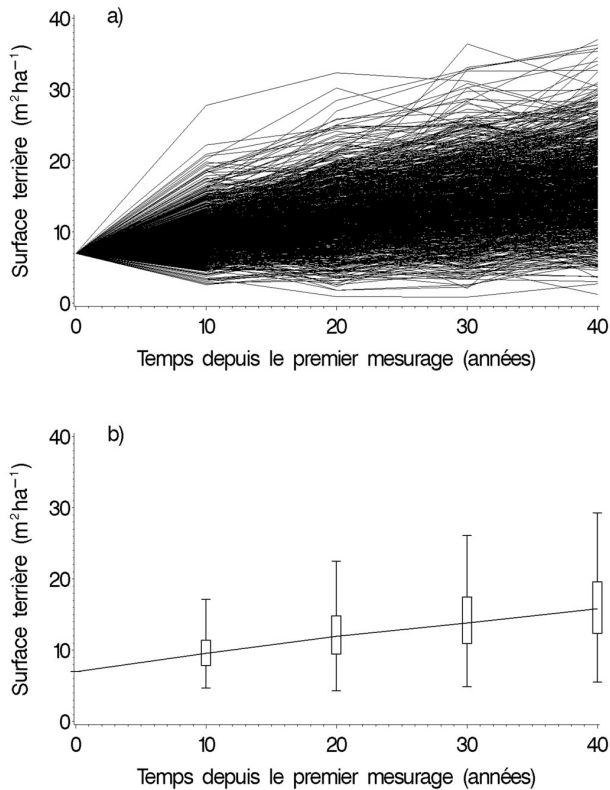 a)
40
30
20
10
0
Surface terrière (m²ha⁻¹)
0 10 20 30 40
Temps depuis le premier mesurage (années)
b)
40
30
20
10
0
Surface terrière (m²ha⁻¹)
0 10 20 30 40
Temps depuis le premier mesurage (années)